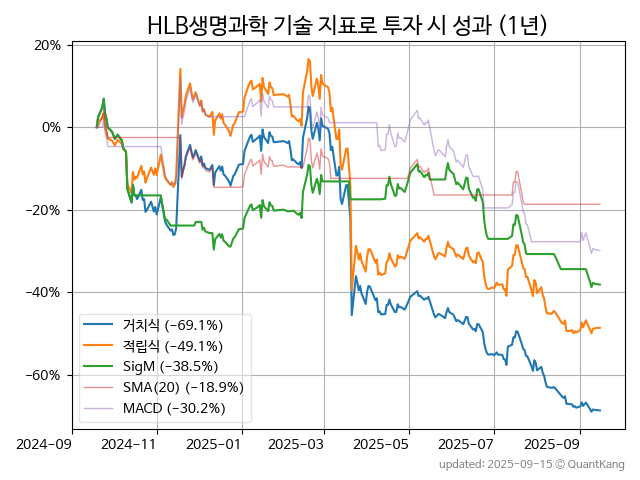 HLB생명과학 기술 지표로 투자 시 성과 (1년)
20%
0%
−20%
−40%
−60%
거치식 (−69.1%)
적립식 (−49.1%)
SigM (−38.5%)
SMA(20) (−18.9%)
MACD (−30.2%)
2024-09 2024-11 2025-01 2025-03 2025-05 2025-07 2025-09
updated: 2025-09-15 © QuantKang